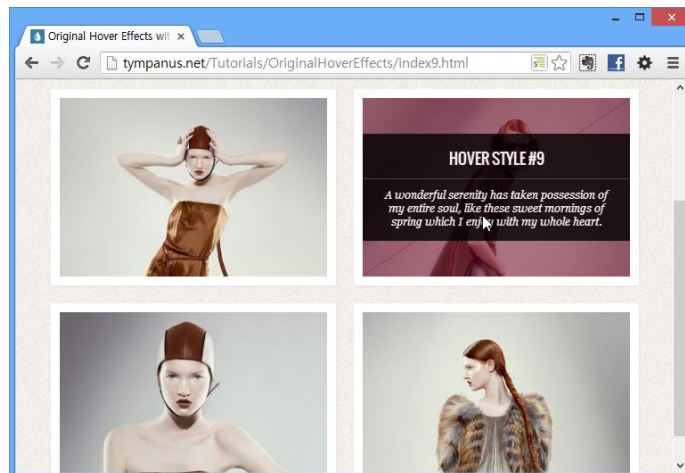 Original Hover Effects wit
tympanus.net/Tutorials/OriginalHoverEffects/index9.html
HOVER STYLE #9
A wonderful serenity has taken possession of
my entire soul, like these sweet mornings of
spring which I enjoy with my whole heart.